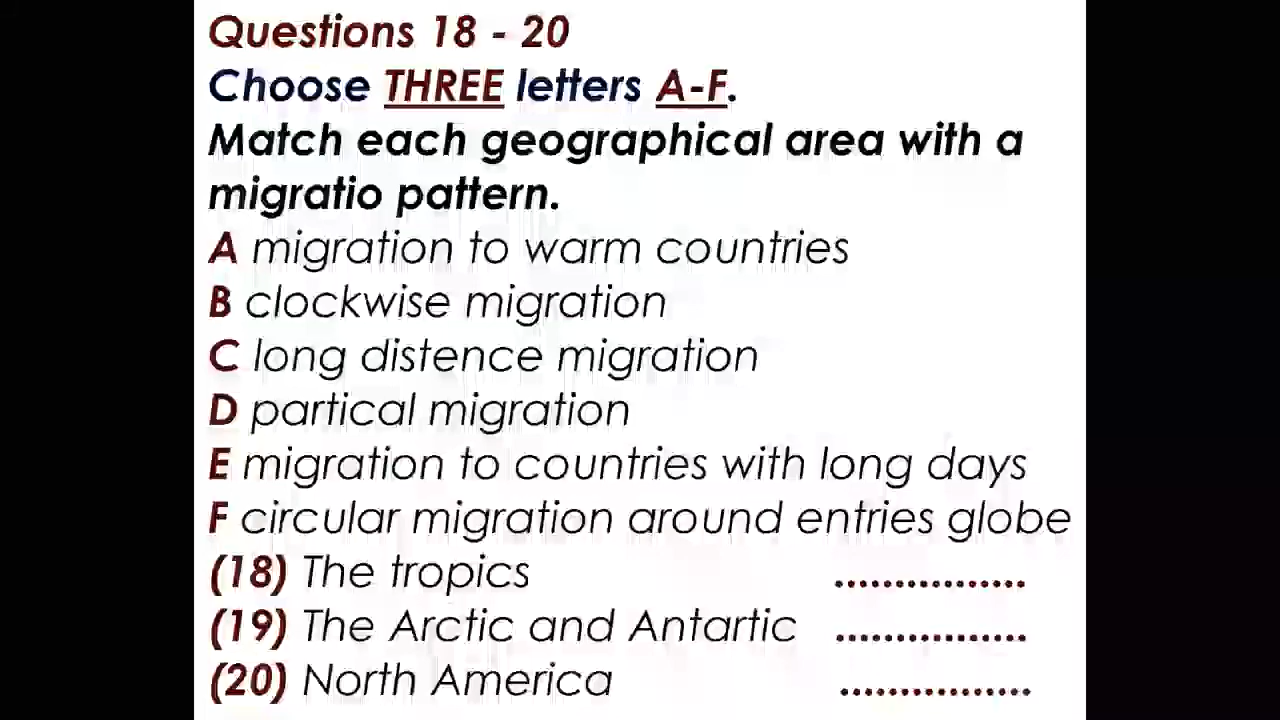 Questions 18 - 20
Choose THREE letters A-F.
Match each geographical area with a
migratio pattern.
A migration to warm countries
B clockwise migration
C long distence migration
D partical migration
E migration to countries with long days
F circular migration around entries globe
(18) The tropics ................
(19) The Arctic and Antartic ................
(20) North America ................